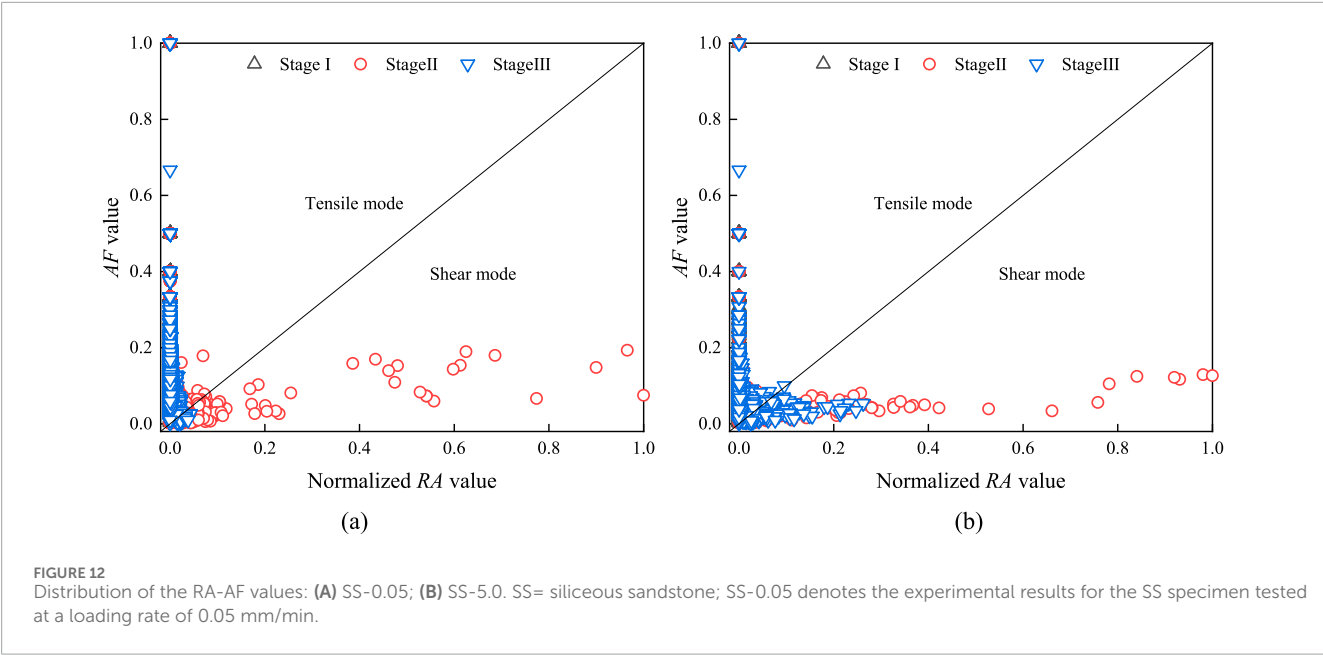 1.0
0.8
0.6
0.4
0.2
0.0
AF value
Stage I StageII StageIII
Tensile mode
Shear mode
0.0 0.2 0.4 0.6 0.8 1.0
Normalized RA value
(a)
1.0
0.8
0.6
0.4
0.2
0.0
AF value
Stage I StageII StageIII
Tensile mode
Shear mode
0.0 0.2 0.4 0.6 0.8 1.0
Normalized RA value
(b)
FIGURE 12
Distribution of the RA-AF values: (A) SS-0.05; (B) SS-5.0. SS= siliceous sandstone; SS-0.05 denotes the experimental results for the SS specimen tested
at a loading rate of 0.05 mm/min.